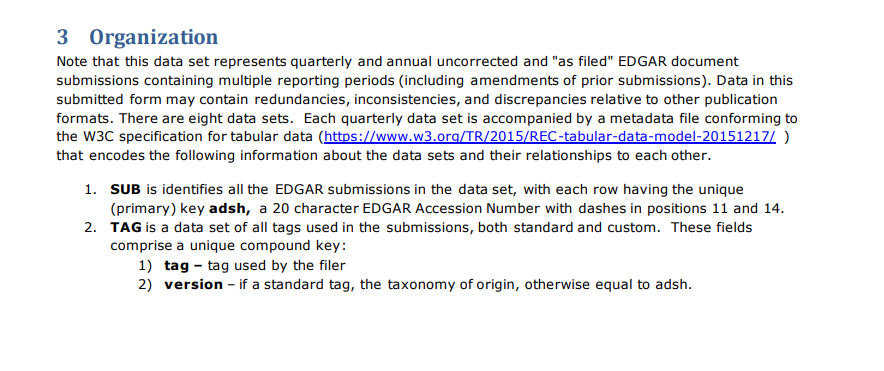 3 Organization
Note that this data set represents quarterly and annual uncorrected and "as filed" EDGAR document
submissions containing multiple reporting periods (including amendments of prior submissions). Data in this
submitted form may contain redundancies, inconsistencies, and discrepancies relative to other publication
formats. There are eight data sets. Each quarterly data set is accompanied by a metadata file conforming to
the W3C specification for tabular data (https://www.w3.org/TR/2015/REC-tabular-data-model-20151217/ )
that encodes the following information about the data sets and their relationships to each other.
1. SUB is identifies all the EDGAR submissions in the data set, with each row having the unique
(primary) key adsh, a 20 character EDGAR Accession Number with dashes in positions 11 and 14.
2. TAG is a data set of all tags used in the submissions, both standard and custom. These fields
comprise a unique compound key:
1) tag – tag used by the filer
2) version – if a standard tag, the taxonomy of origin, otherwise equal to adsh.